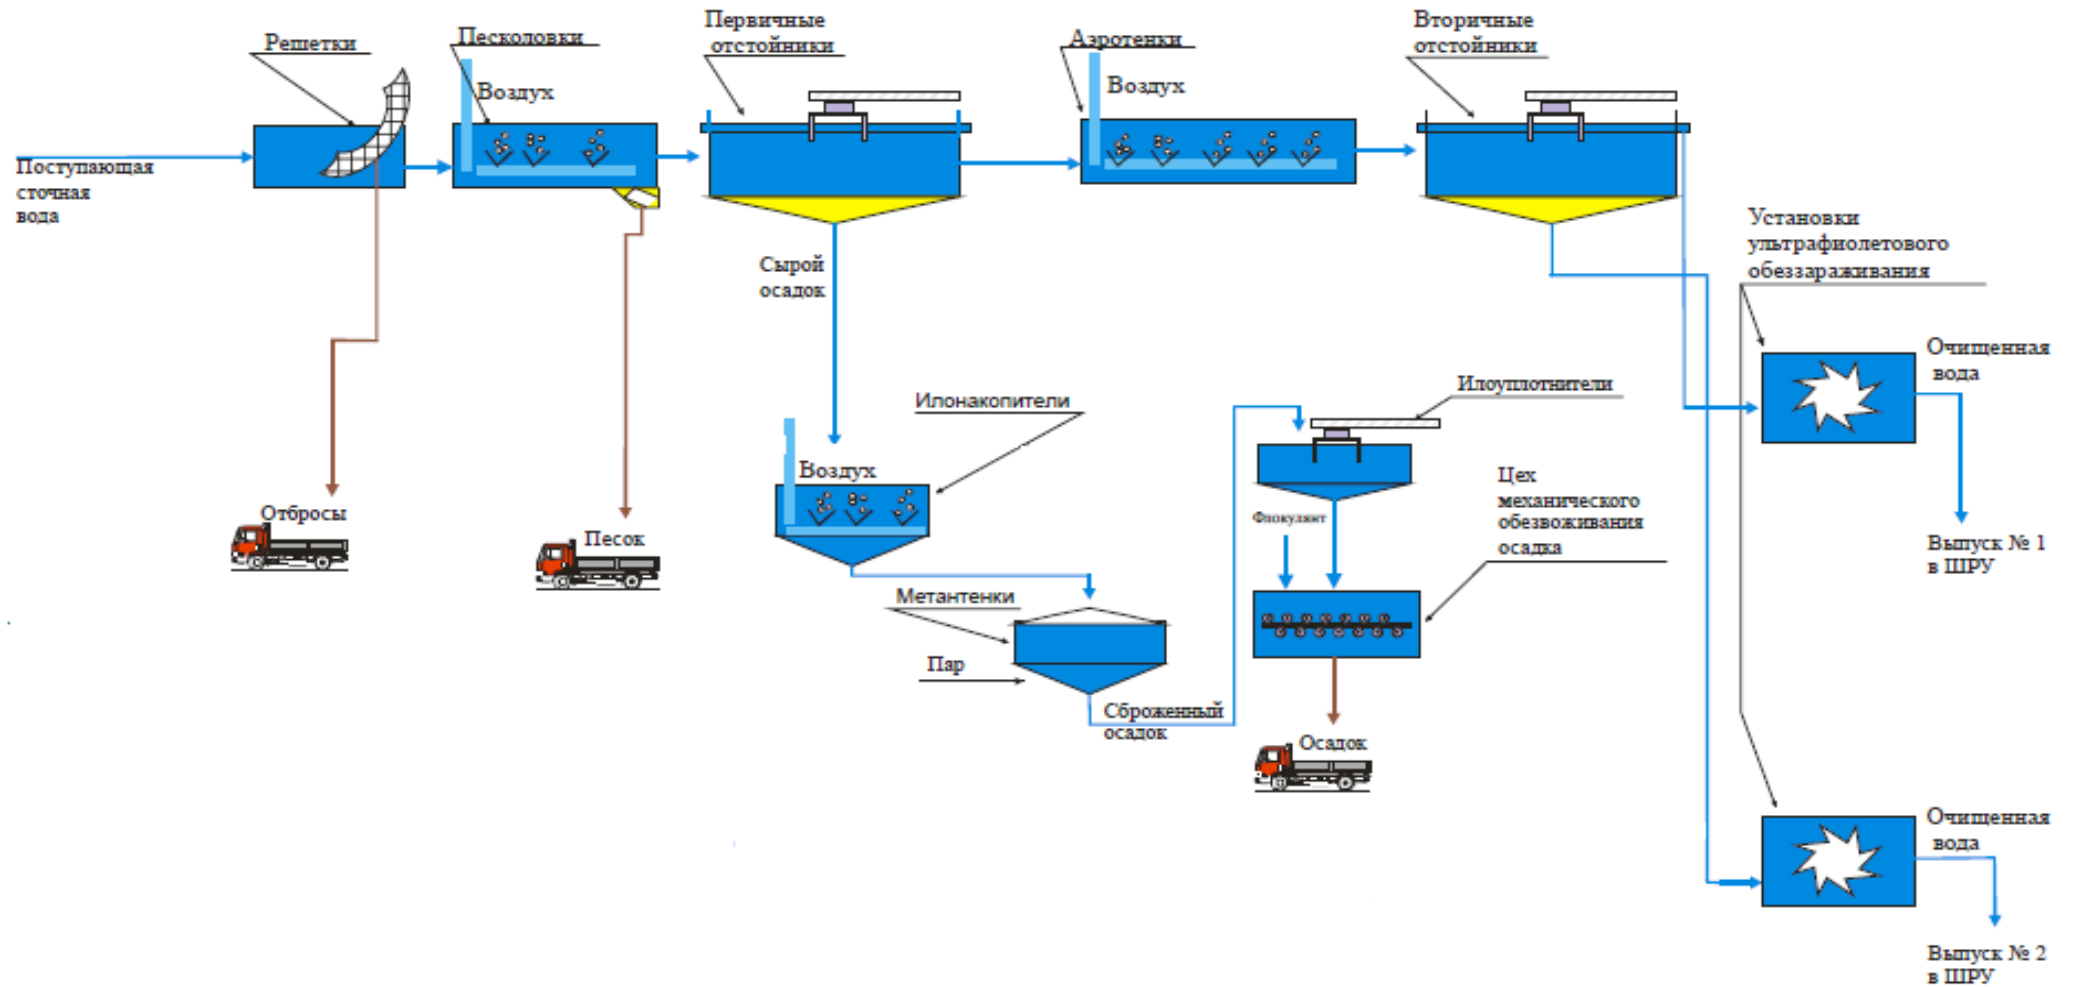 Решетки
Песколовки
Первичные
отстойники
Аэротенки
Вторичные
отстойники
Воздух
Воздух
Поступающая
сточная
вода
Установки
ультрафиолетового
обеззараживания
Сырой
осадок
Очищенная
вода
Илонакопители
Илоуплотнители
Воздух
Цех
механического
обезвоживания
осадка
Флокулянт
Отбросы
Песок
Выпуск № 1
в ШРУ
Метантенки
Пар
Сброженный
осадок
Осадок
Очищенная
вода
Выпуск № 2
в ШРУ